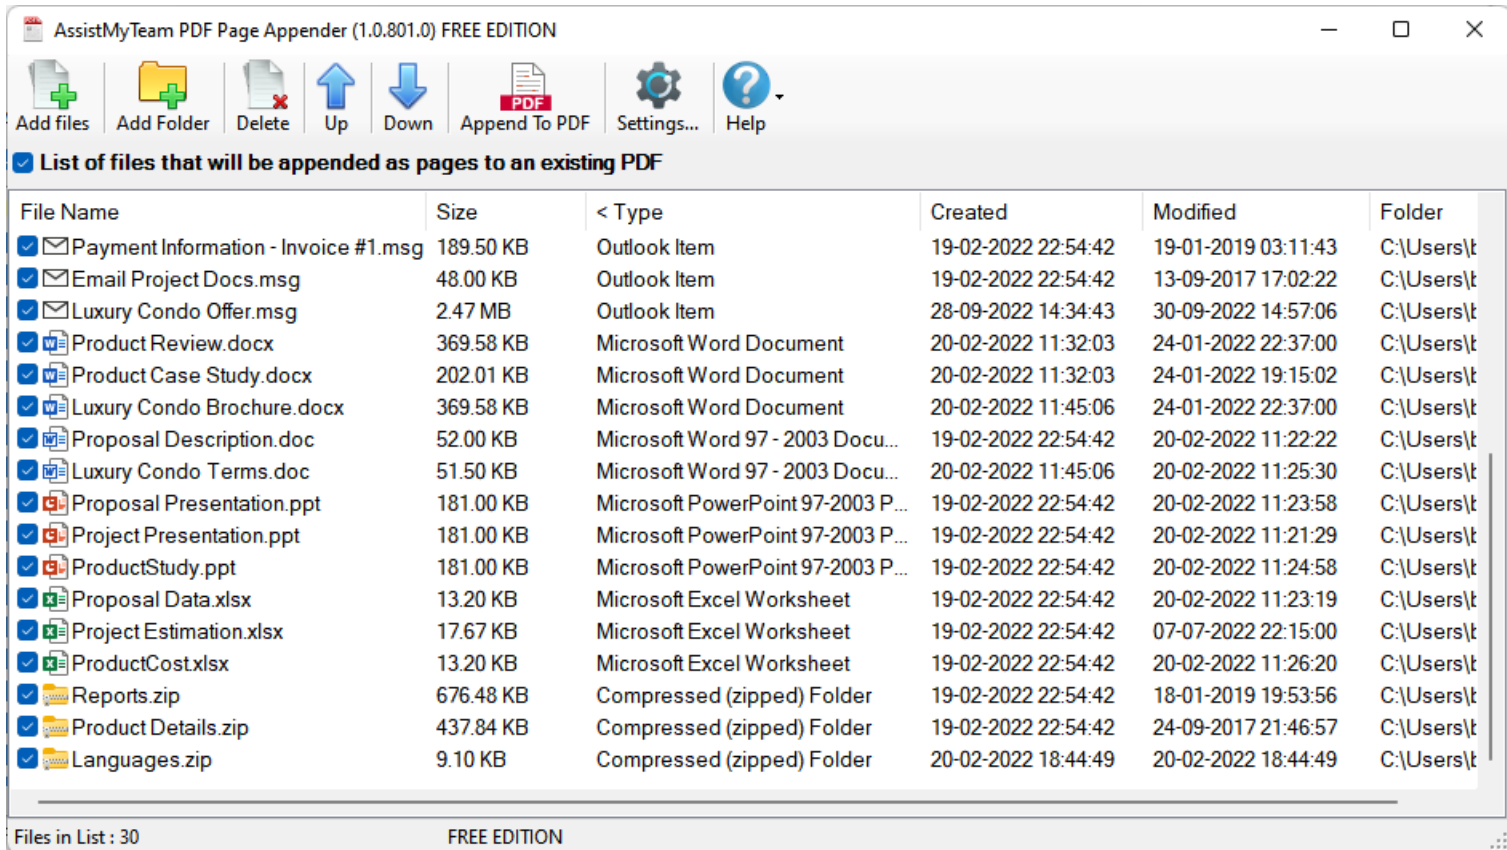 AssistMyTeam PDF Page Appender (1.0.801.0) FREE EDITION
Add files Add Folder Delete Up Down Append To PDF Settings... Help
PDF
List of files that will be appended as pages to an existing PDF
File Name Size < Type Created Modified Folder
Payment Information - Invoice #1.msg 189.50 KB Outlook Item 19-02-2022 22:54:42 19-01-2019 03:11:43 C:\Users\b
Email Project Docs.msg 48.00 KB Outlook Item 19-02-2022 22:54:42 13-09-2017 17:02:22 C:\Users\b
Luxury Condo Offer.msg 2.47 MB Outlook Item 28-09-2022 14:34:43 30-09-2022 14:57:06 C:\Users\b
Product Review.docx 369.58 KB Microsoft Word Document 20-02-2022 11:32:03 24-01-2022 22:37:00 C:\Users\b
Product Case Study.docx 202.01 KB Microsoft Word Document 20-02-2022 11:32:03 24-01-2022 19:15:02 C:\Users\b
Luxury Condo Brochure.docx 369.58 KB Microsoft Word Document 20-02-2022 11:45:06 24-01-2022 22:37:00 C:\Users\b
Proposal Description.doc 52.00 KB Microsoft Word 97 - 2003 Docu... 19-02-2022 22:54:42 20-02-2022 11:22:22 C:\Users\b
Luxury Condo Terms.doc 51.50 KB Microsoft Word 97 - 2003 Docu... 20-02-2022 11:45:06 20-02-2022 11:25:30 C:\Users\b
Proposal Presentation.ppt 181.00 KB Microsoft PowerPoint 97-2003 P... 19-02-2022 22:54:42 20-02-2022 11:23:58 C:\Users\b
Project Presentation.ppt 181.00 KB Microsoft PowerPoint 97-2003 P... 19-02-2022 22:54:42 20-02-2022 11:21:29 C:\Users\b
ProductStudy.ppt 181.00 KB Microsoft PowerPoint 97-2003 P... 19-02-2022 22:54:42 20-02-2022 11:24:58 C:\Users\b
Proposal Data.xlsx 13.20 KB Microsoft Excel Worksheet 19-02-2022 22:54:42 20-02-2022 11:23:19 C:\Users\b
Project Estimation.xlsx 17.67 KB Microsoft Excel Worksheet 19-02-2022 22:54:42 07-07-2022 22:15:00 C:\Users\b
ProductCost.xlsx 13.20 KB Microsoft Excel Worksheet 19-02-2022 22:54:42 20-02-2022 11:26:20 C:\Users\b
Reports.zip 676.48 KB Compressed (zipped) Folder 19-02-2022 22:54:42 18-01-2019 19:53:56 C:\Users\b
Product Details.zip 437.84 KB Compressed (zipped) Folder 19-02-2022 22:54:42 24-09-2017 21:46:57 C:\Users\b
Languages.zip 9.10 KB Compressed (zipped) Folder 20-02-2022 18:44:49 20-02-2022 18:44:49 C:\Users\b
Files in List : 30 FREE EDITION